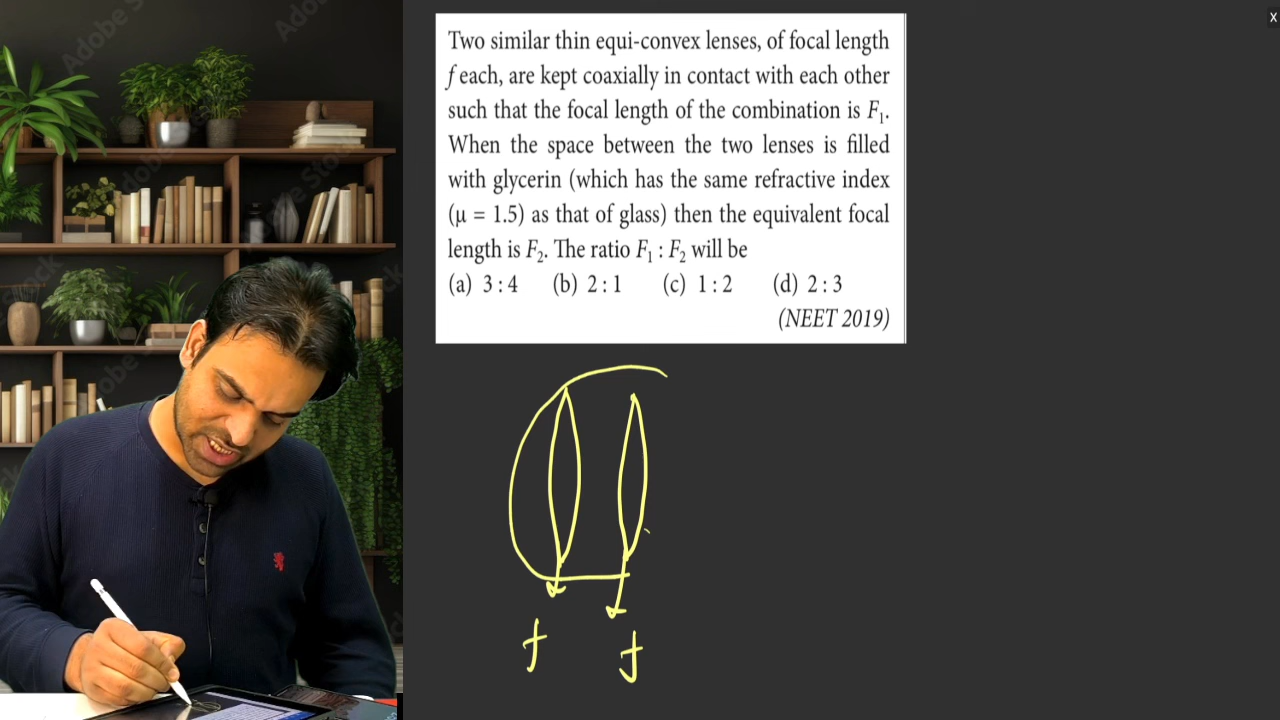 Adobe Stock
X
Two similar thin equi-convex lenses, of focal length
f each, are kept coaxially in contact with each other
such that the focal length of the combination is F₁.
When the space between the two lenses is filled
with glycerin (which has the same refractive index
(μ = 1.5) as that of glass) then the equivalent focal
length is F₂. The ratio F₁ : F₂ will be
(a) 3 : 4 (b) 2 : 1 (c) 1 : 2 (d) 2 : 3
(NEET 2019)
f f